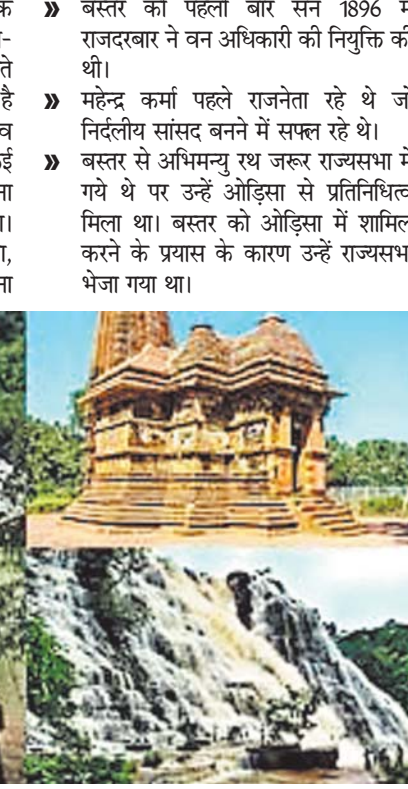 » बस्तर को पहली बार सन 1896 में
राजदरबार ने वन अधिकारी की नियुक्ति की
थी।
» महेन्द्र कर्मा पहले राजनेता रहे थे जो
निर्दलीय सांसद बनने में सफल रहे थे।
» बस्तर से अभिमन्यु रथ जरूर राज्यसभा में
गये थे पर उन्हें ओड़िसा से प्रतिनिधित्व
मिला था। बस्तर को ओड़िसा में शामिल
करने के प्रयास के कारण उन्हें राज्यसभा
भेजा गया था।